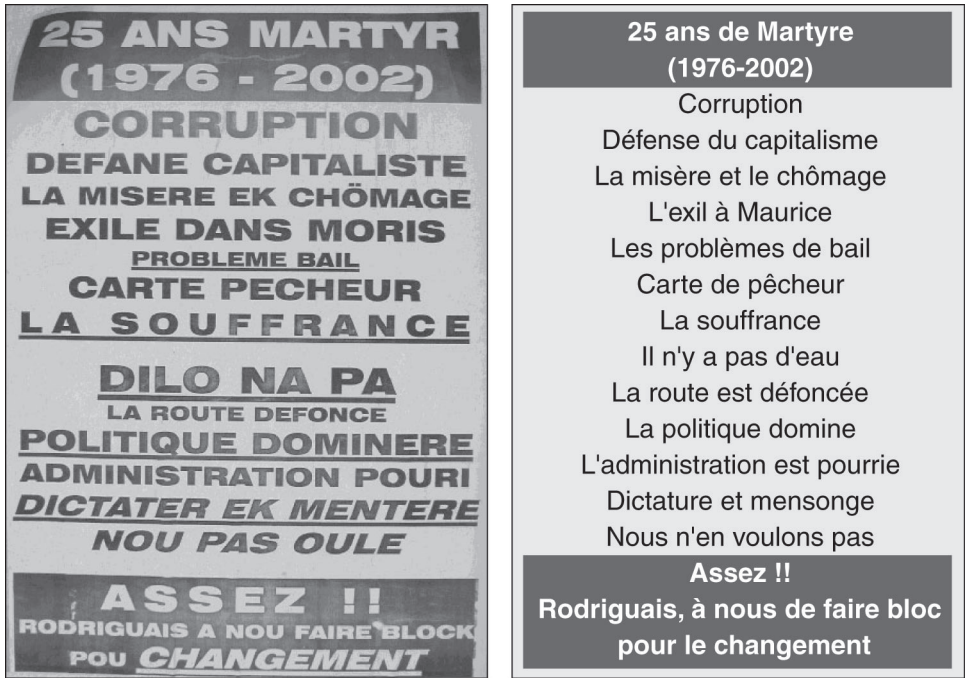 25 ANS MARTYR
(1976 - 2002)
CORRUPTION
DEFANE CAPITALISTE
LA MISERE EK CHÖMAGE
EXILE DANS MORIS
PROBLEME BAIL
CARTE PECHEUR
LA SOUFFRANCE
DILO NA PA
LA ROUTE DEFONCE
POLITIQUE DOMINERE
ADMINISTRATION POURI
DICTATER EK MENTERE
NOU PAS OULE
ASSEZ !!
RODRIGUAIS A NOU FAIRE BLOCK
POU CHANGEMENT
25 ans de Martyre
(1976-2002)
Corruption
Défense du capitalisme
La misère et le chômage
L'exil à Maurice
Les problèmes de bail
Carte de pêcheur
La souffrance
Il n'y a pas d'eau
La route est défoncée
La politique domine
L'administration est pourrie
Dictature et mensonge
Nous n'en voulons pas
Assez !!
Rodriguais, à nous de faire bloc
pour le changement